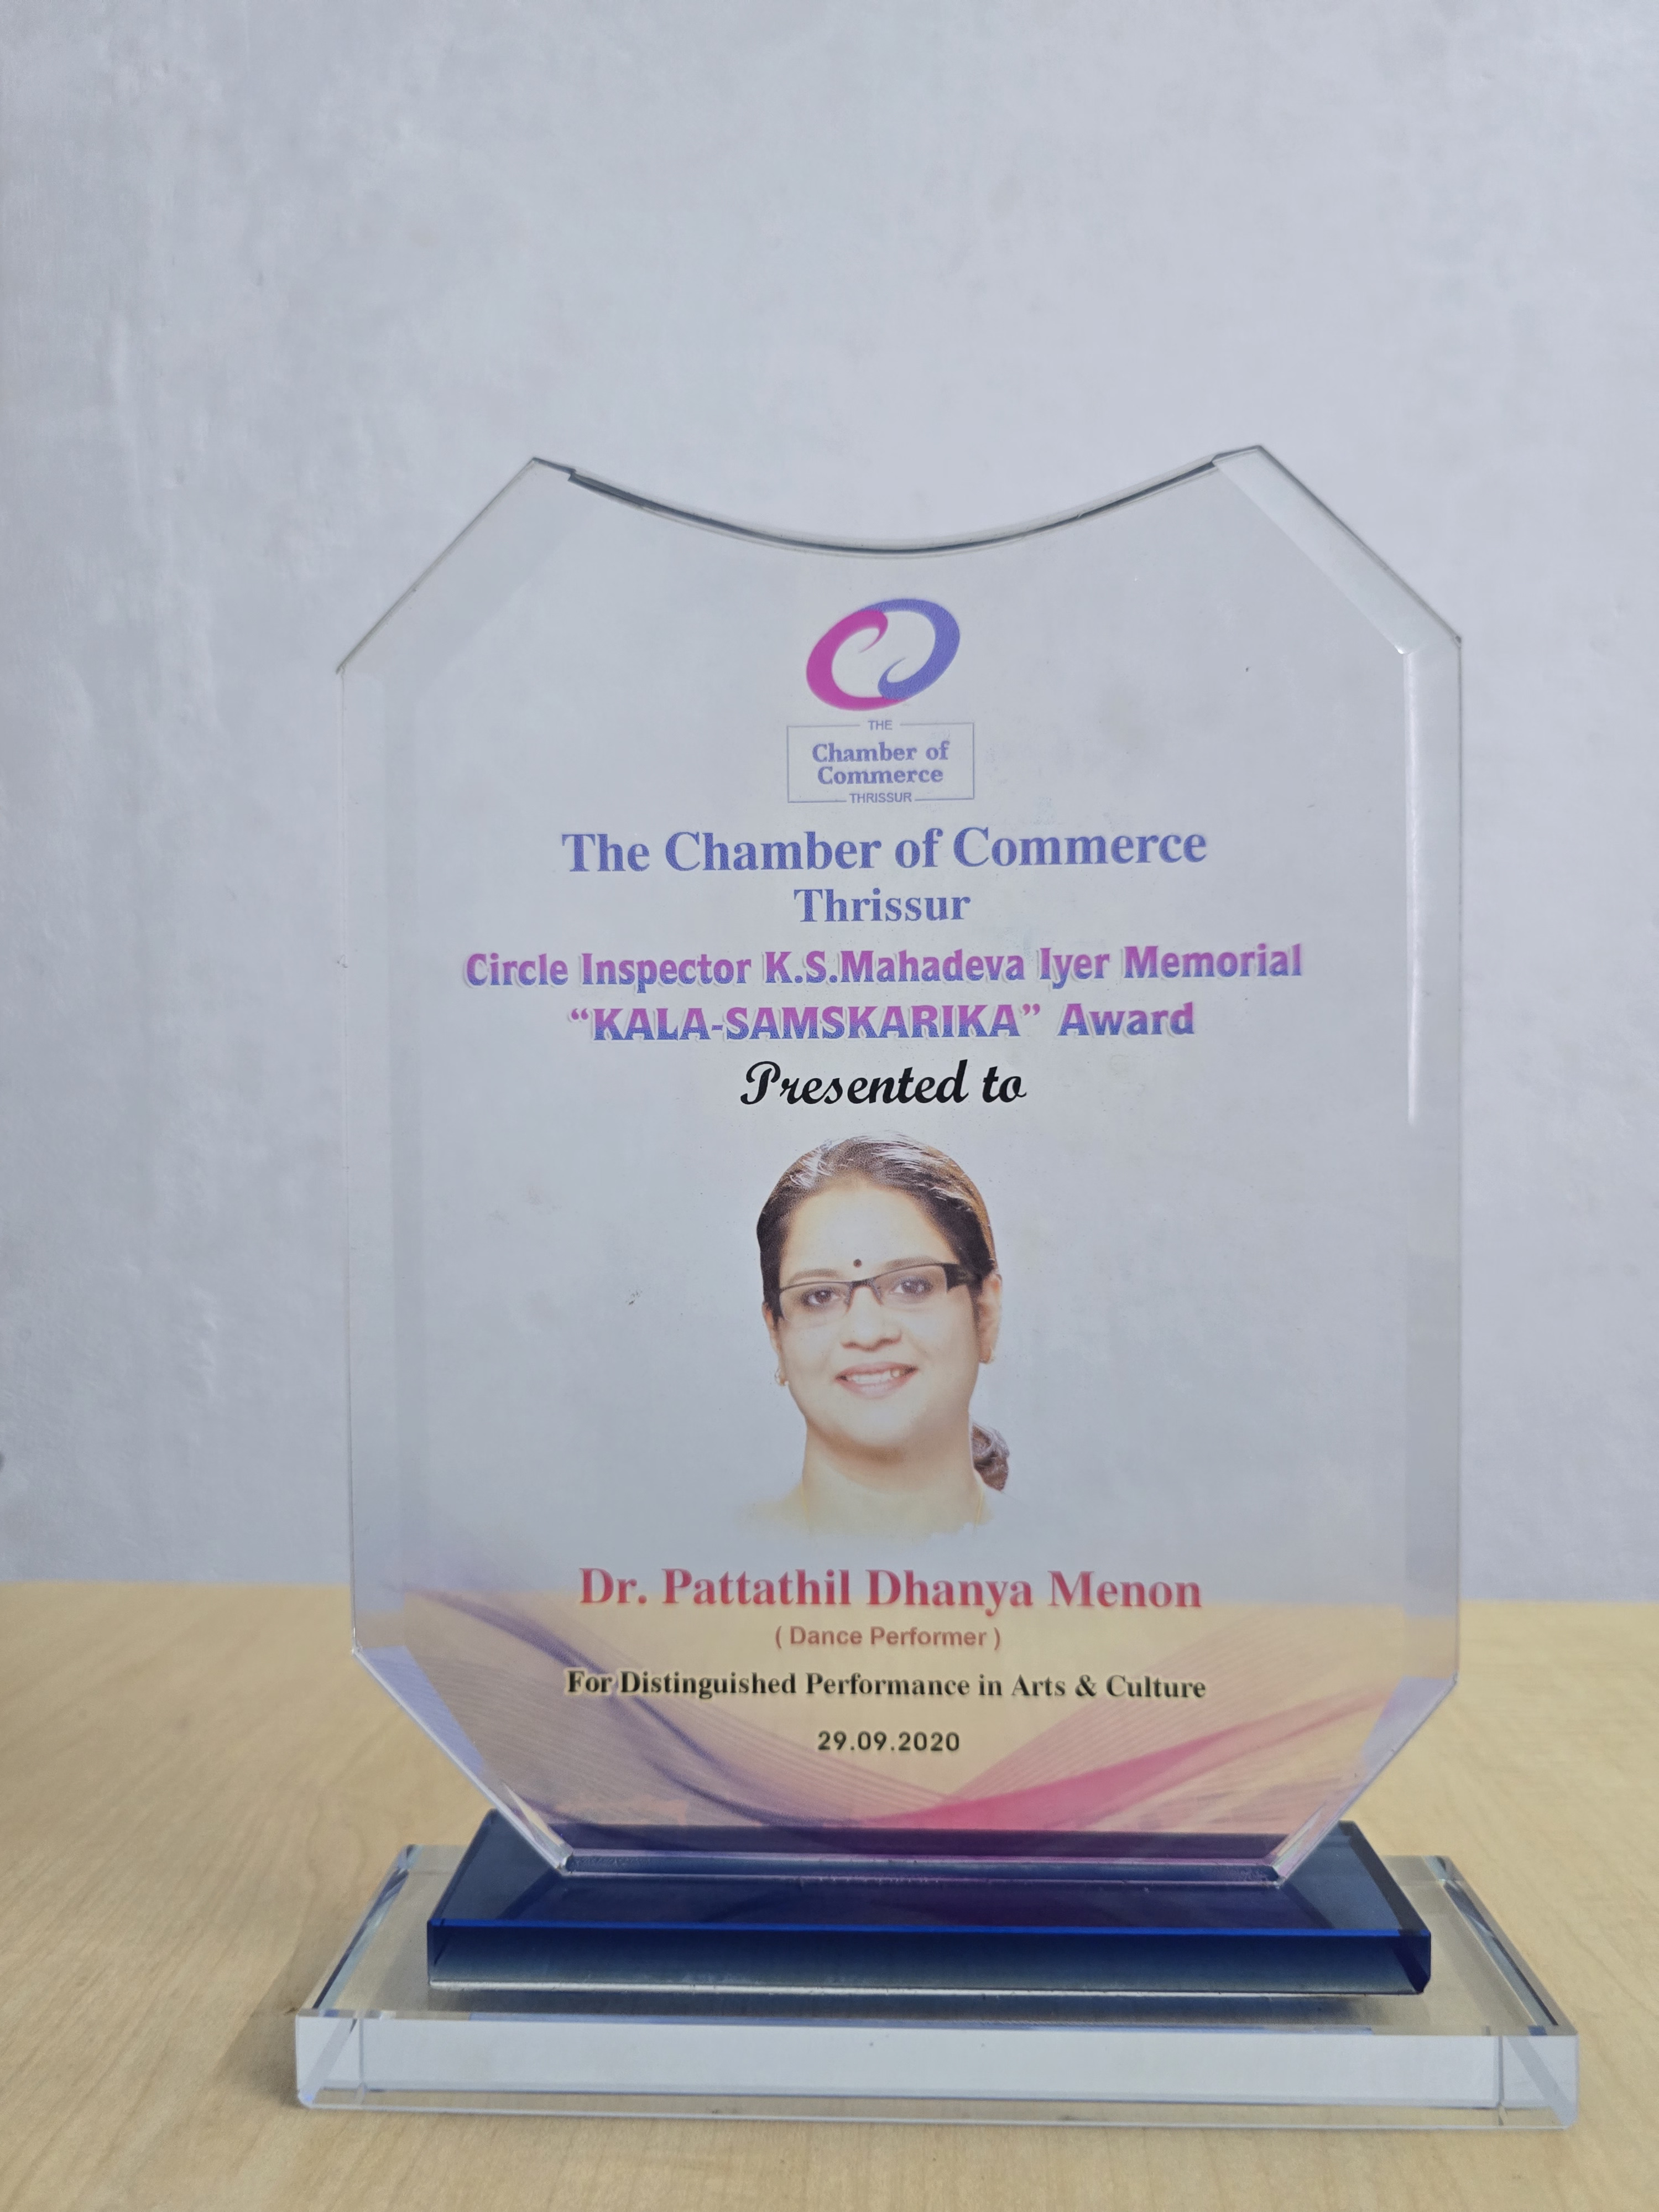 THE
Chamber of
Commerce
THRISSUR
The Chamber of Commerce
Thrissur
Circle Inspector K.S.Mahadeva Iyer Memorial
“KALA-SAMSKARIKA” Award
Presented to
Dr. Pattathil Dhanya Menon
( Dance Performer )
For Distinguished Performance in Arts & Culture
29.09.2020